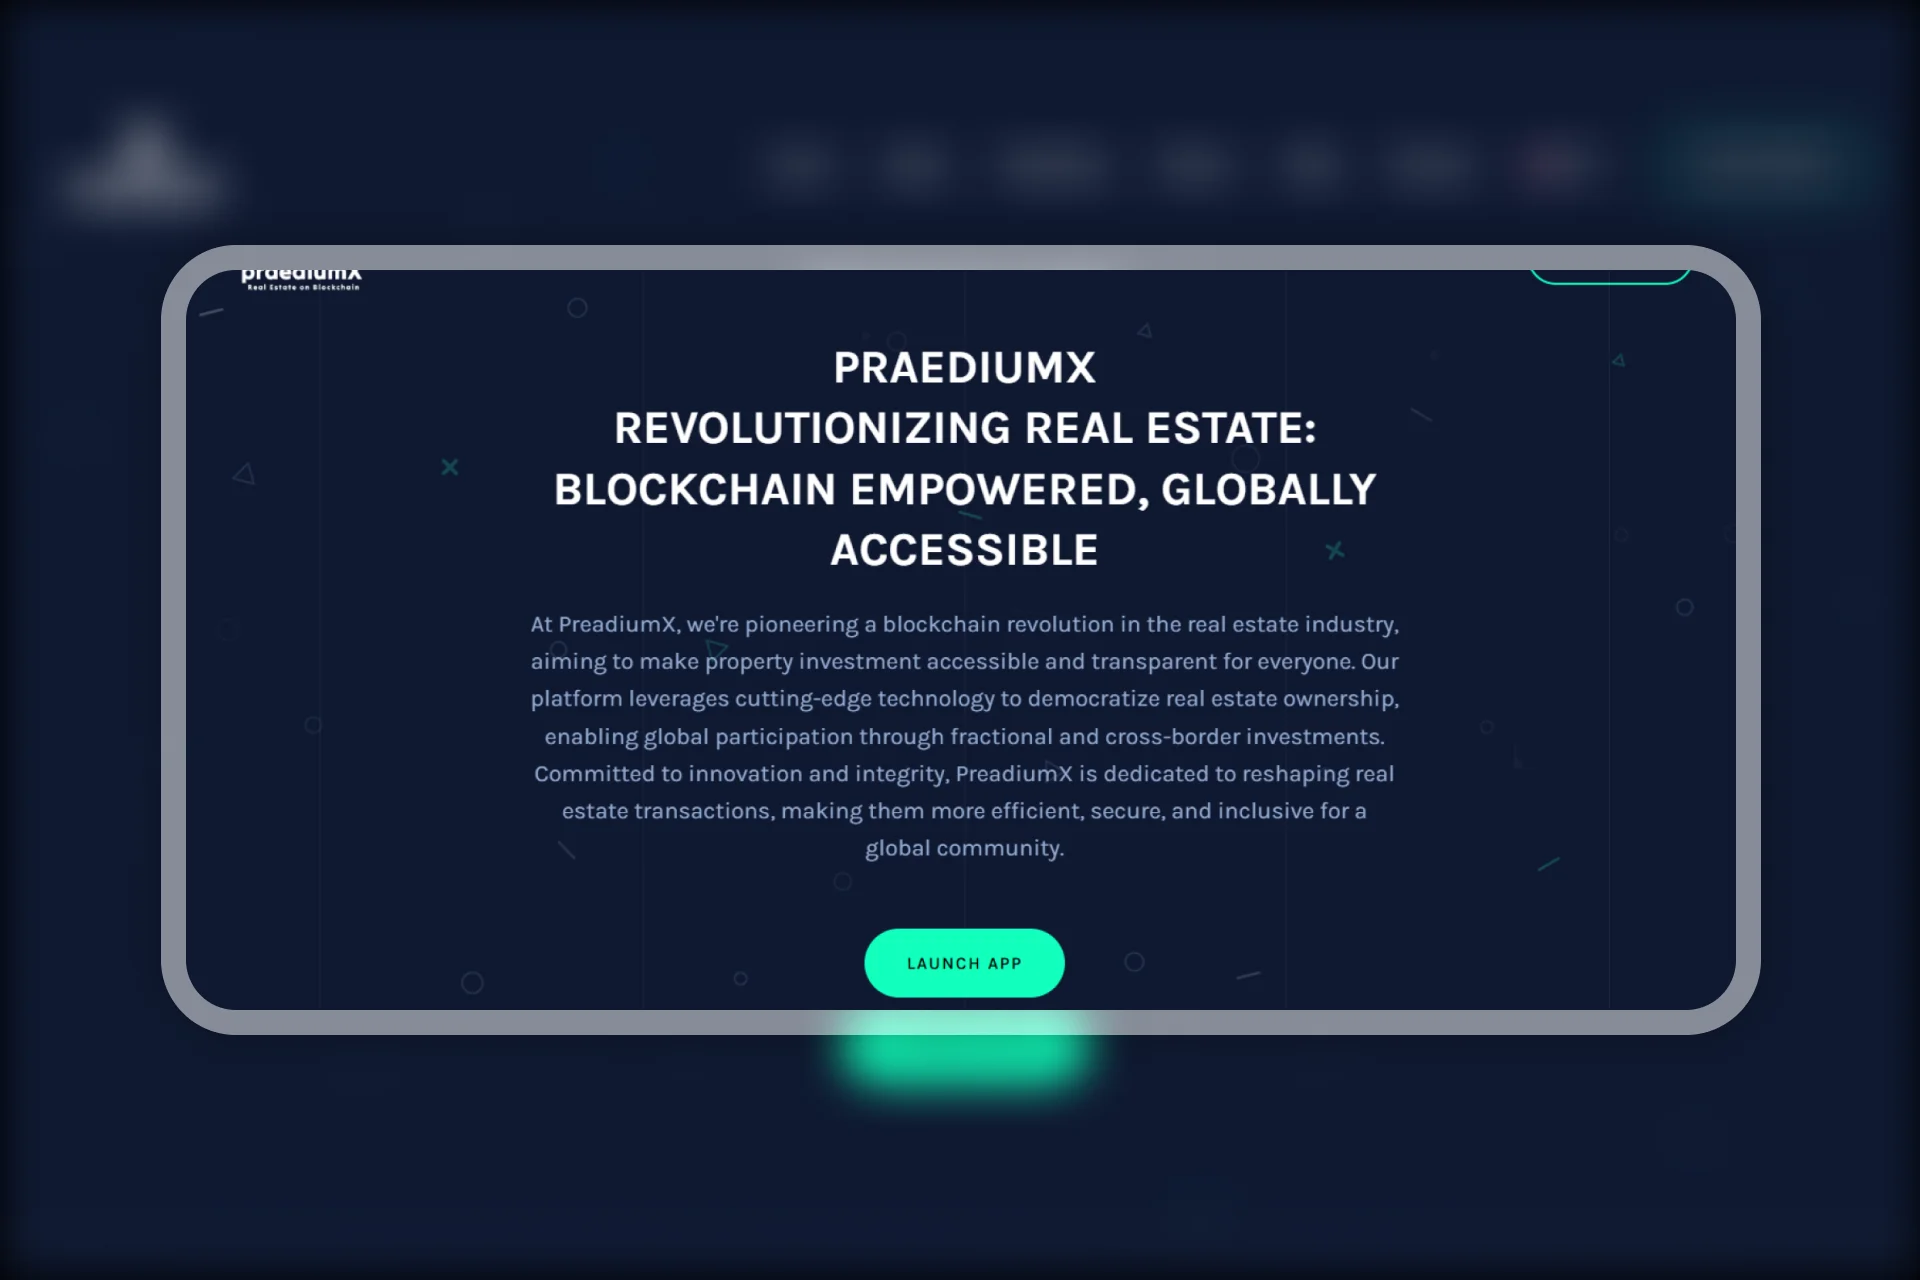 praediumX
Real Estate on Blockchain
PRAEDIUMX
REVOLUTIONIZING REAL ESTATE:
BLOCKCHAIN EMPOWERED, GLOBALLY
ACCESSIBLE
At PreadiumX, we're pioneering a blockchain revolution in the real estate industry,
aiming to make property investment accessible and transparent for everyone. Our
platform leverages cutting-edge technology to democratize real estate ownership,
enabling global participation through fractional and cross-border investments.
Committed to innovation and integrity, PreadiumX is dedicated to reshaping real
estate transactions, making them more efficient, secure, and inclusive for a
global community.
LAUNCH APP